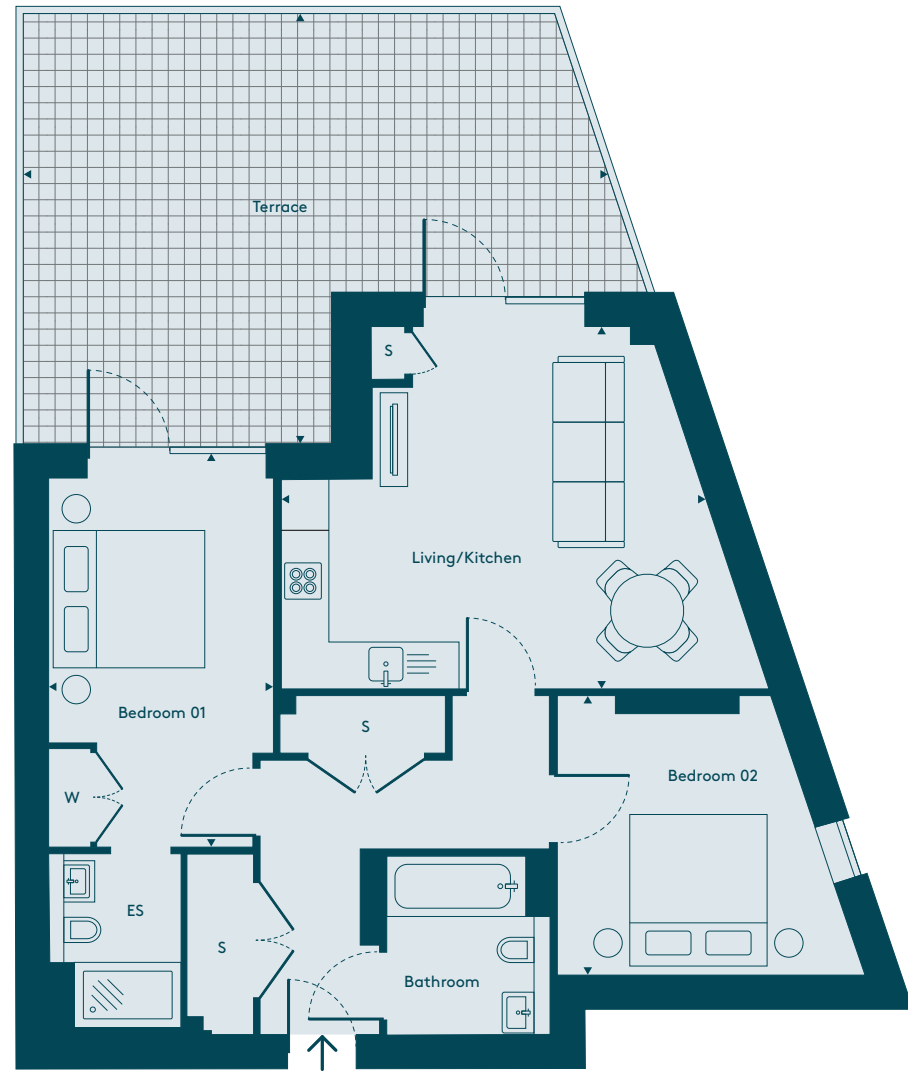 Terrace
S
Living/Kitchen
Bedroom 01
S
Bedroom 02
W
ES
S
Bathroom